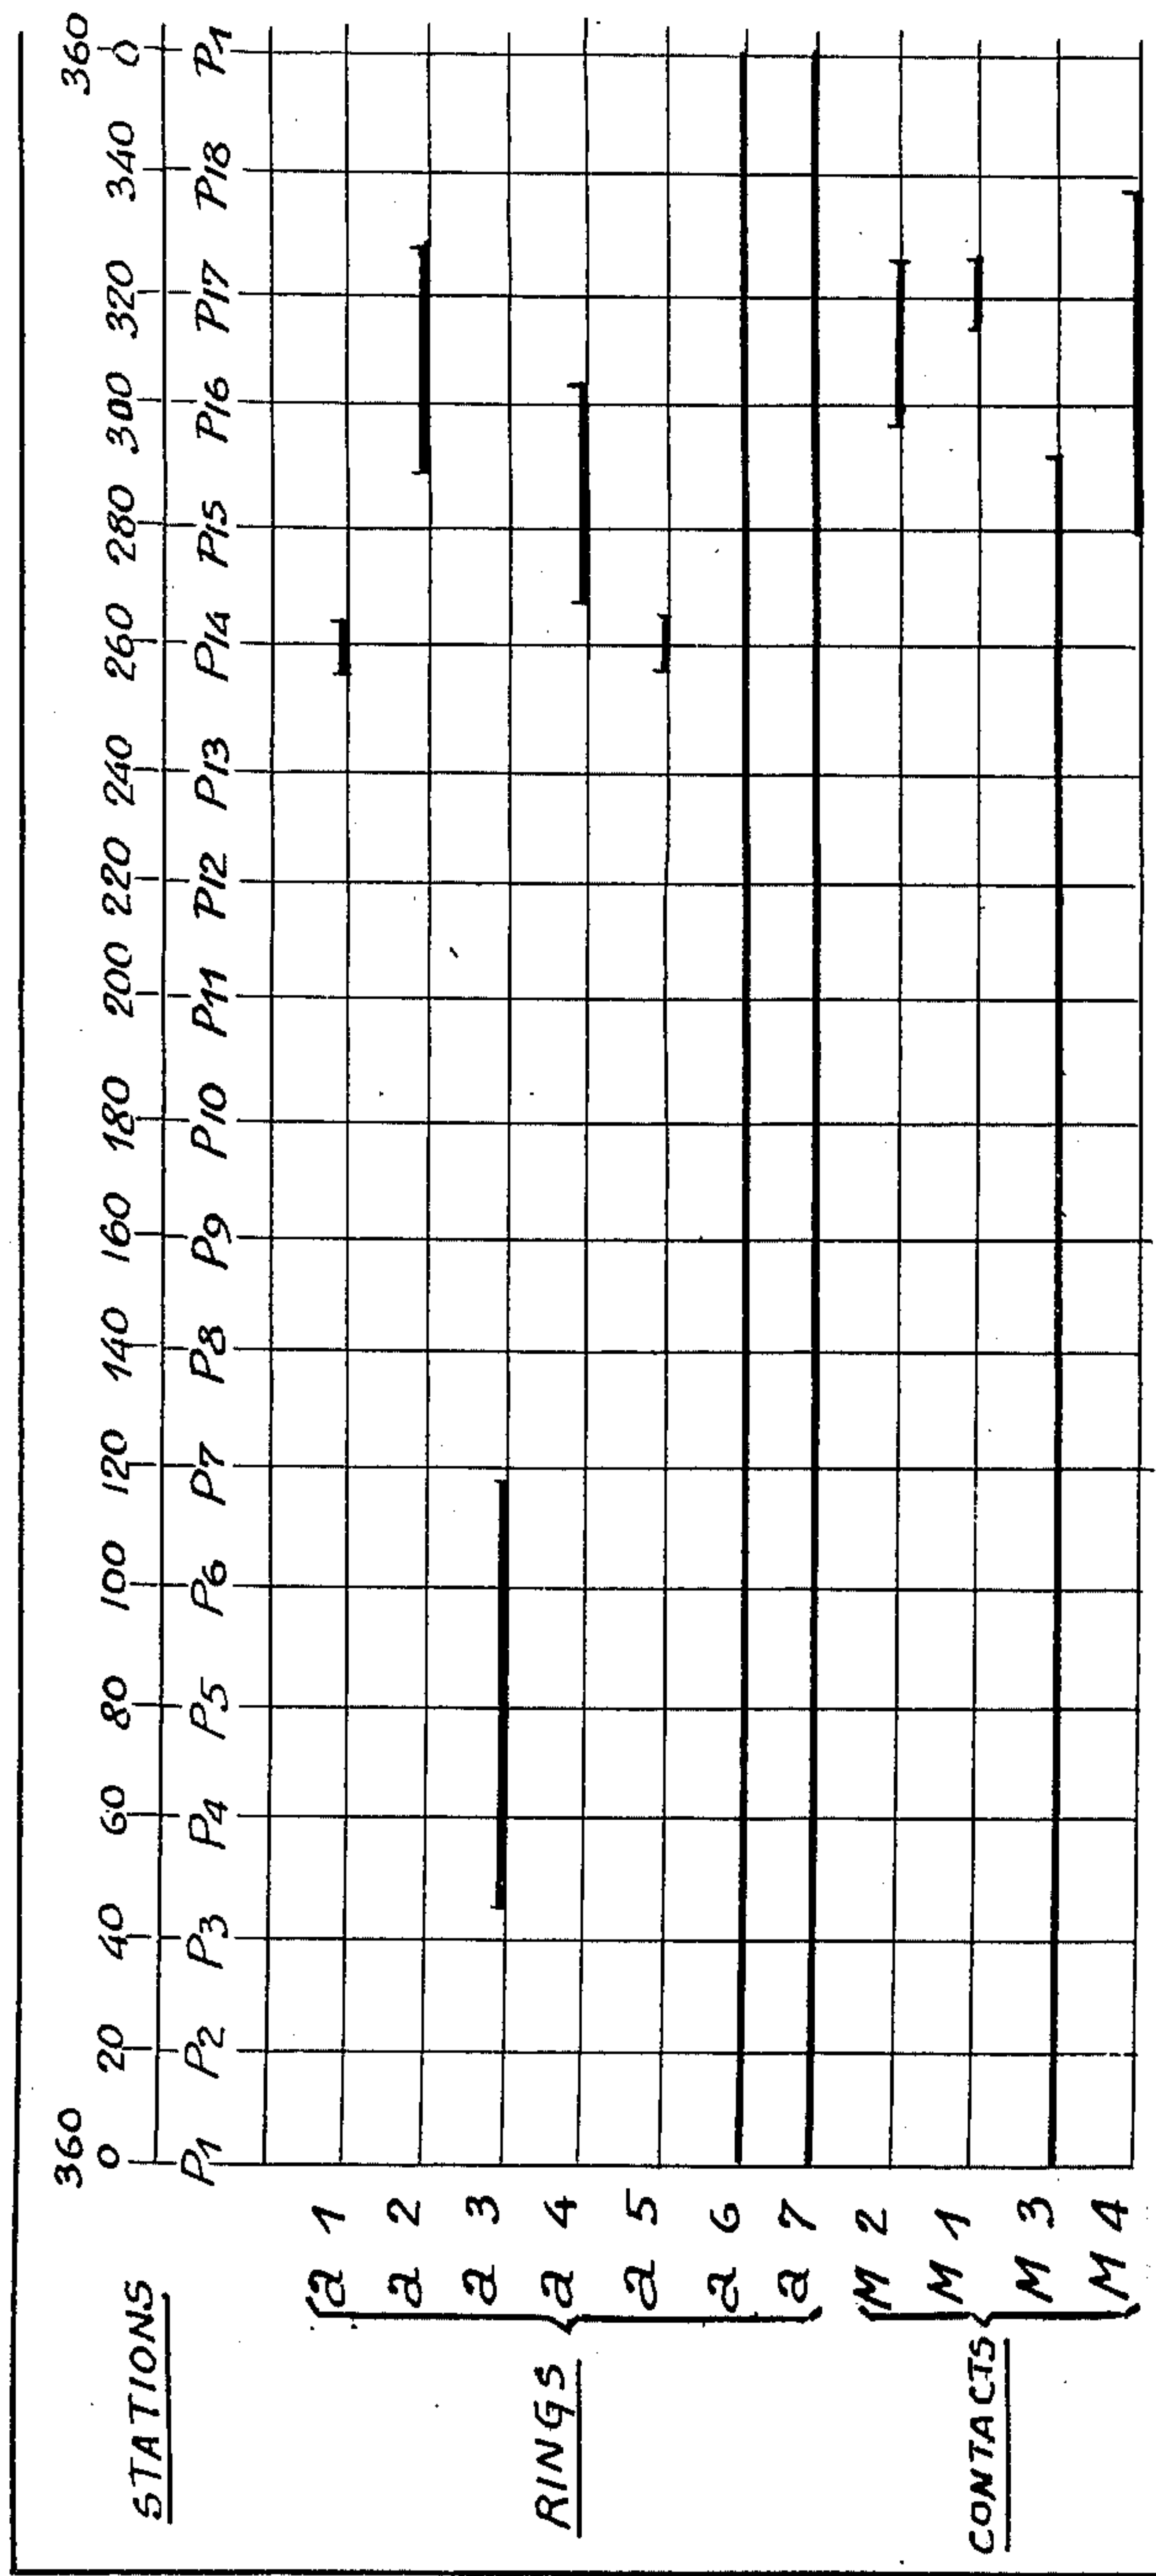 360 360
0 20 40 60 80 100 120 140 160 180 200 220 240 260 280 300 320 340 0
STATIONS
P1 P2 P3 P4 P5 P6 P7 P8 P9 P10 P11 P12 P13 P14 P15 P16 P17 P18 P1
RINGS
a 1
a 2
a 3
a 4
a 5
a 6
a 7
CONTACTS
M 2
M 1
M 3
M 4